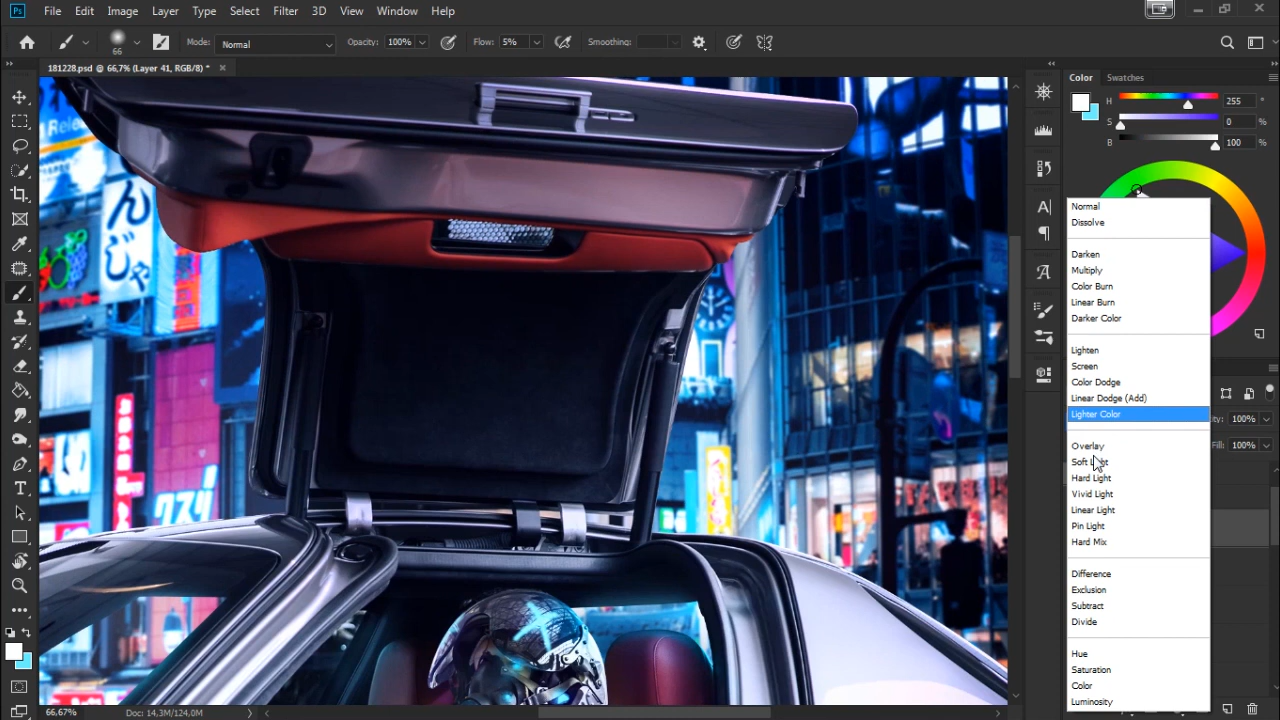 Ps File Edit Image Layer Type Select Filter 3D View Window Help
66 Mode: Normal Opacity: 100% Flow: 5% Smoothing:
181228.psd @ 66,7% (Layer 41, RGB/8) *
Color Swatches
H 255 °
S 0 %
B 100 %
Normal
Dissolve
Darken
Multiply
Color Burn
Linear Burn
Darker Color
Lighten
Screen
Color Dodge
Linear Dodge (Add)
Lighter Color
100%
Overlay
Fill: 100%
Soft Light
Hard Light
Vivid Light
Linear Light
Pin Light
Hard Mix
Difference
Exclusion
Subtract
Divide
Hue
Saturation
Color
Luminosity
んじゃ
66,67% Doc: 14,3M/124,0M